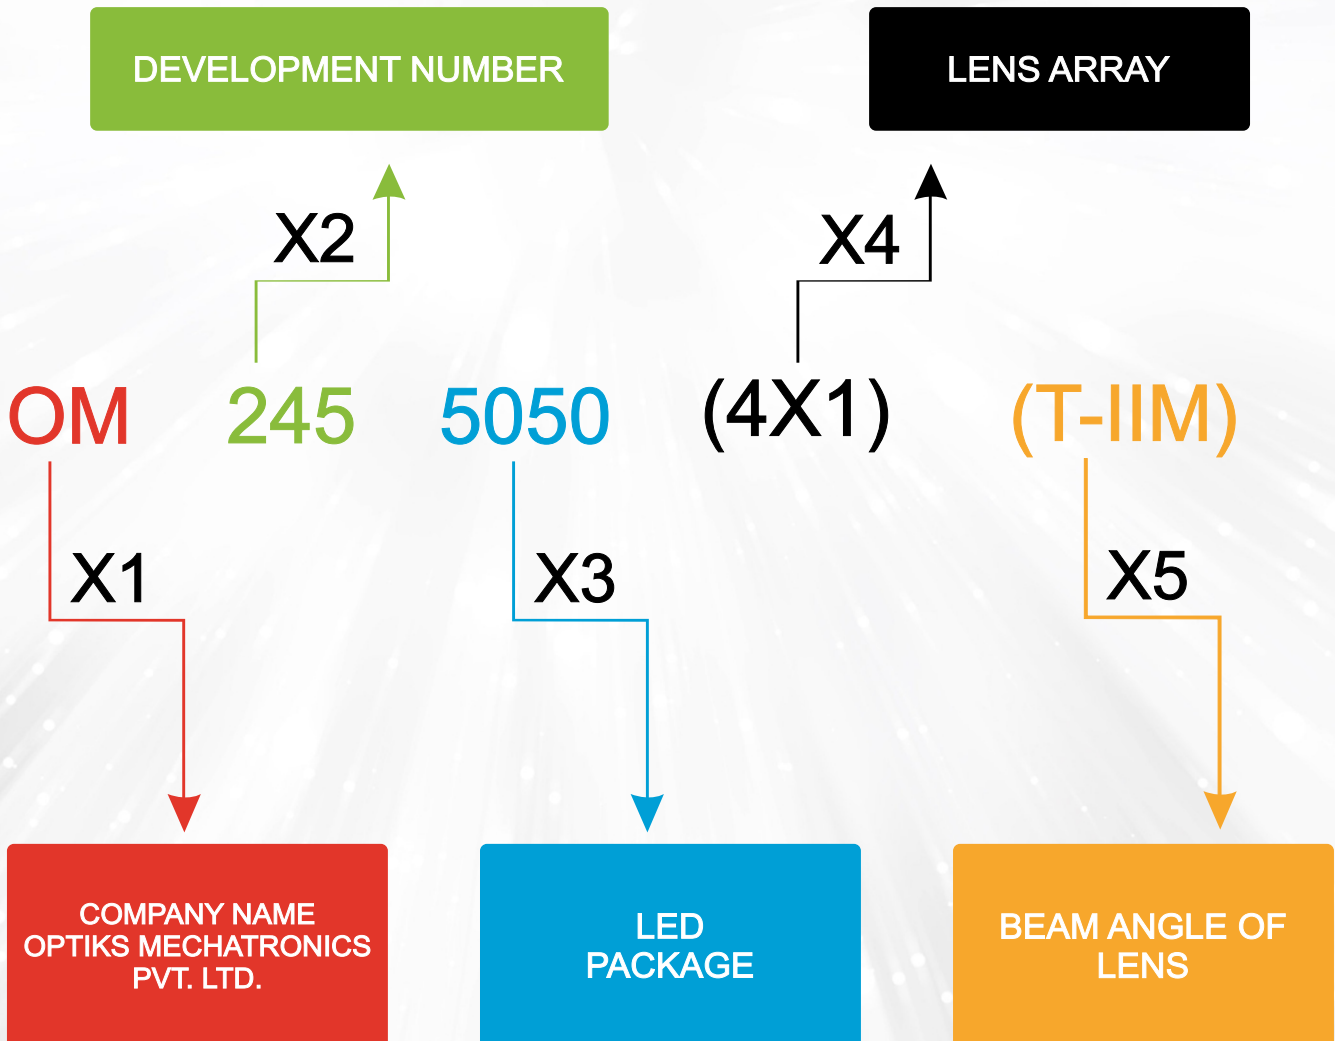 DEVELOPMENT NUMBER
LENS ARRAY
X2
X4
OM 245 5050 (4X1) (T-IIM)
X1
X3
X5
COMPANY NAME
OPTIKS MECHATRONICS
PVT. LTD.
LED
PACKAGE
BEAM ANGLE OF
LENS